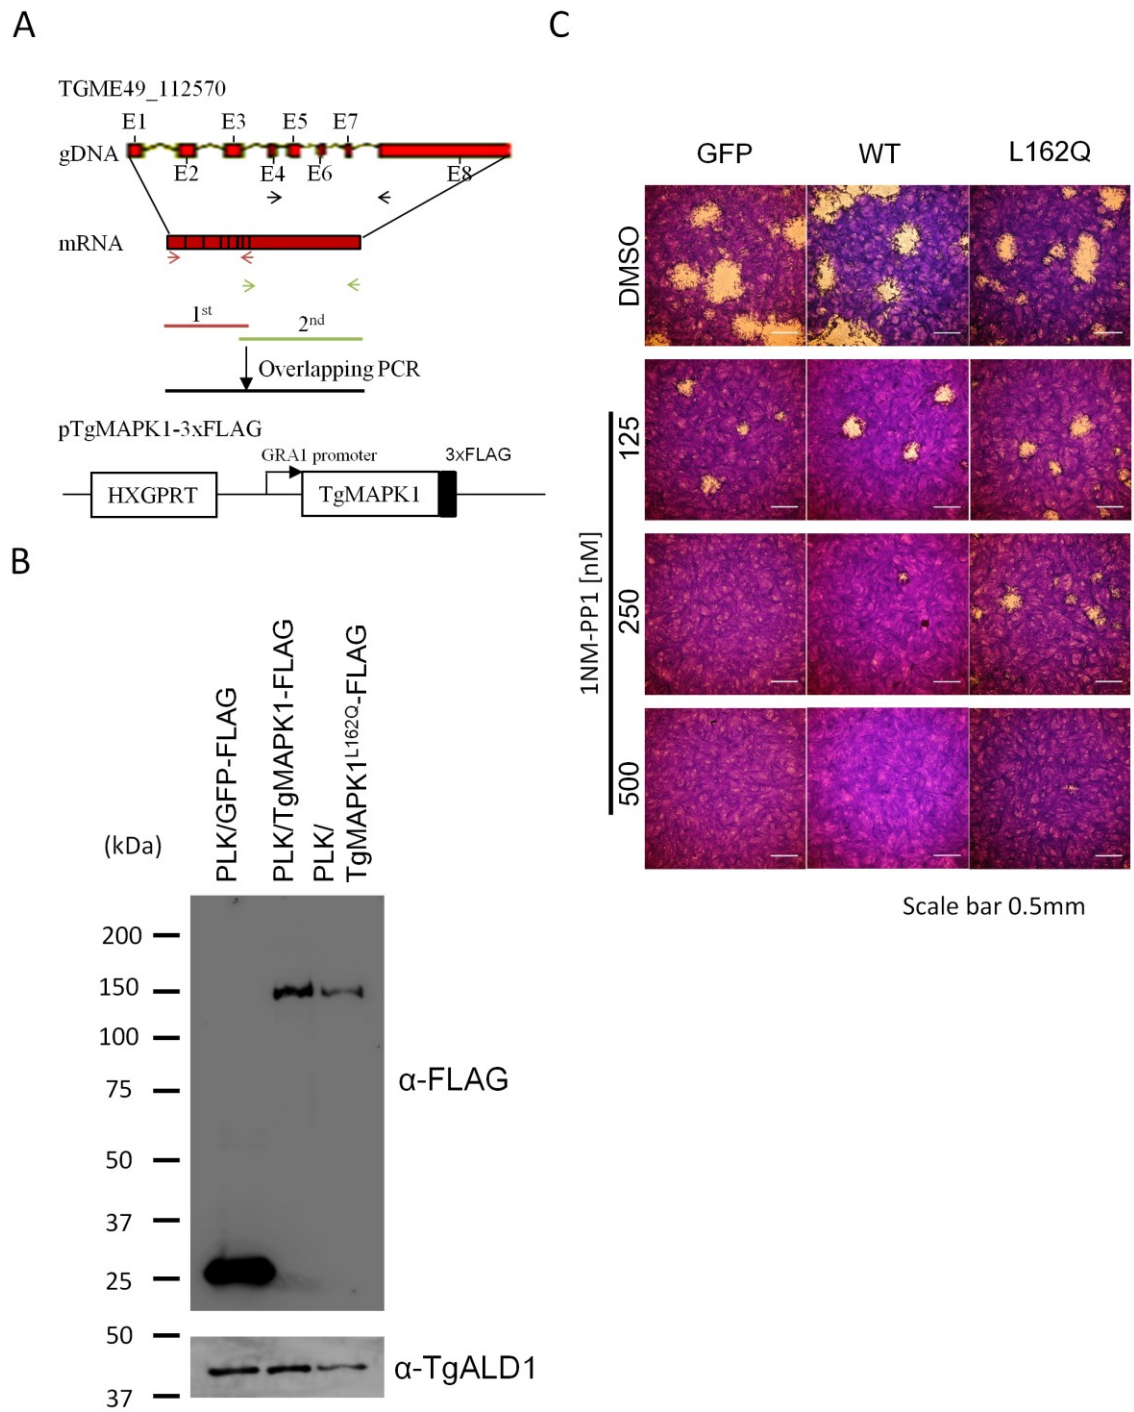 A
TGME49_112570
E1 E3 E5 E7
gDNA
E2 E4 E6 E8
mRNA
1st
2nd
Overlapping PCR
pTgMAPK1-3xFLAG
GRA1 promoter
3xFLAG
HXGPRT
TgMAPK1
B
(kDa)
PLK/GFP-FLAG
PLK/TgMAPK1-FLAG
PLK/
TgMAPK1L162Q-FLAG
200
150
100
75
50
37
25
α-FLAG
50
37
α-TgALD1
C
GFP WT L162Q
DMSO
1NM-PP1 [nM]
125
250
500
Scale bar 0.5mm